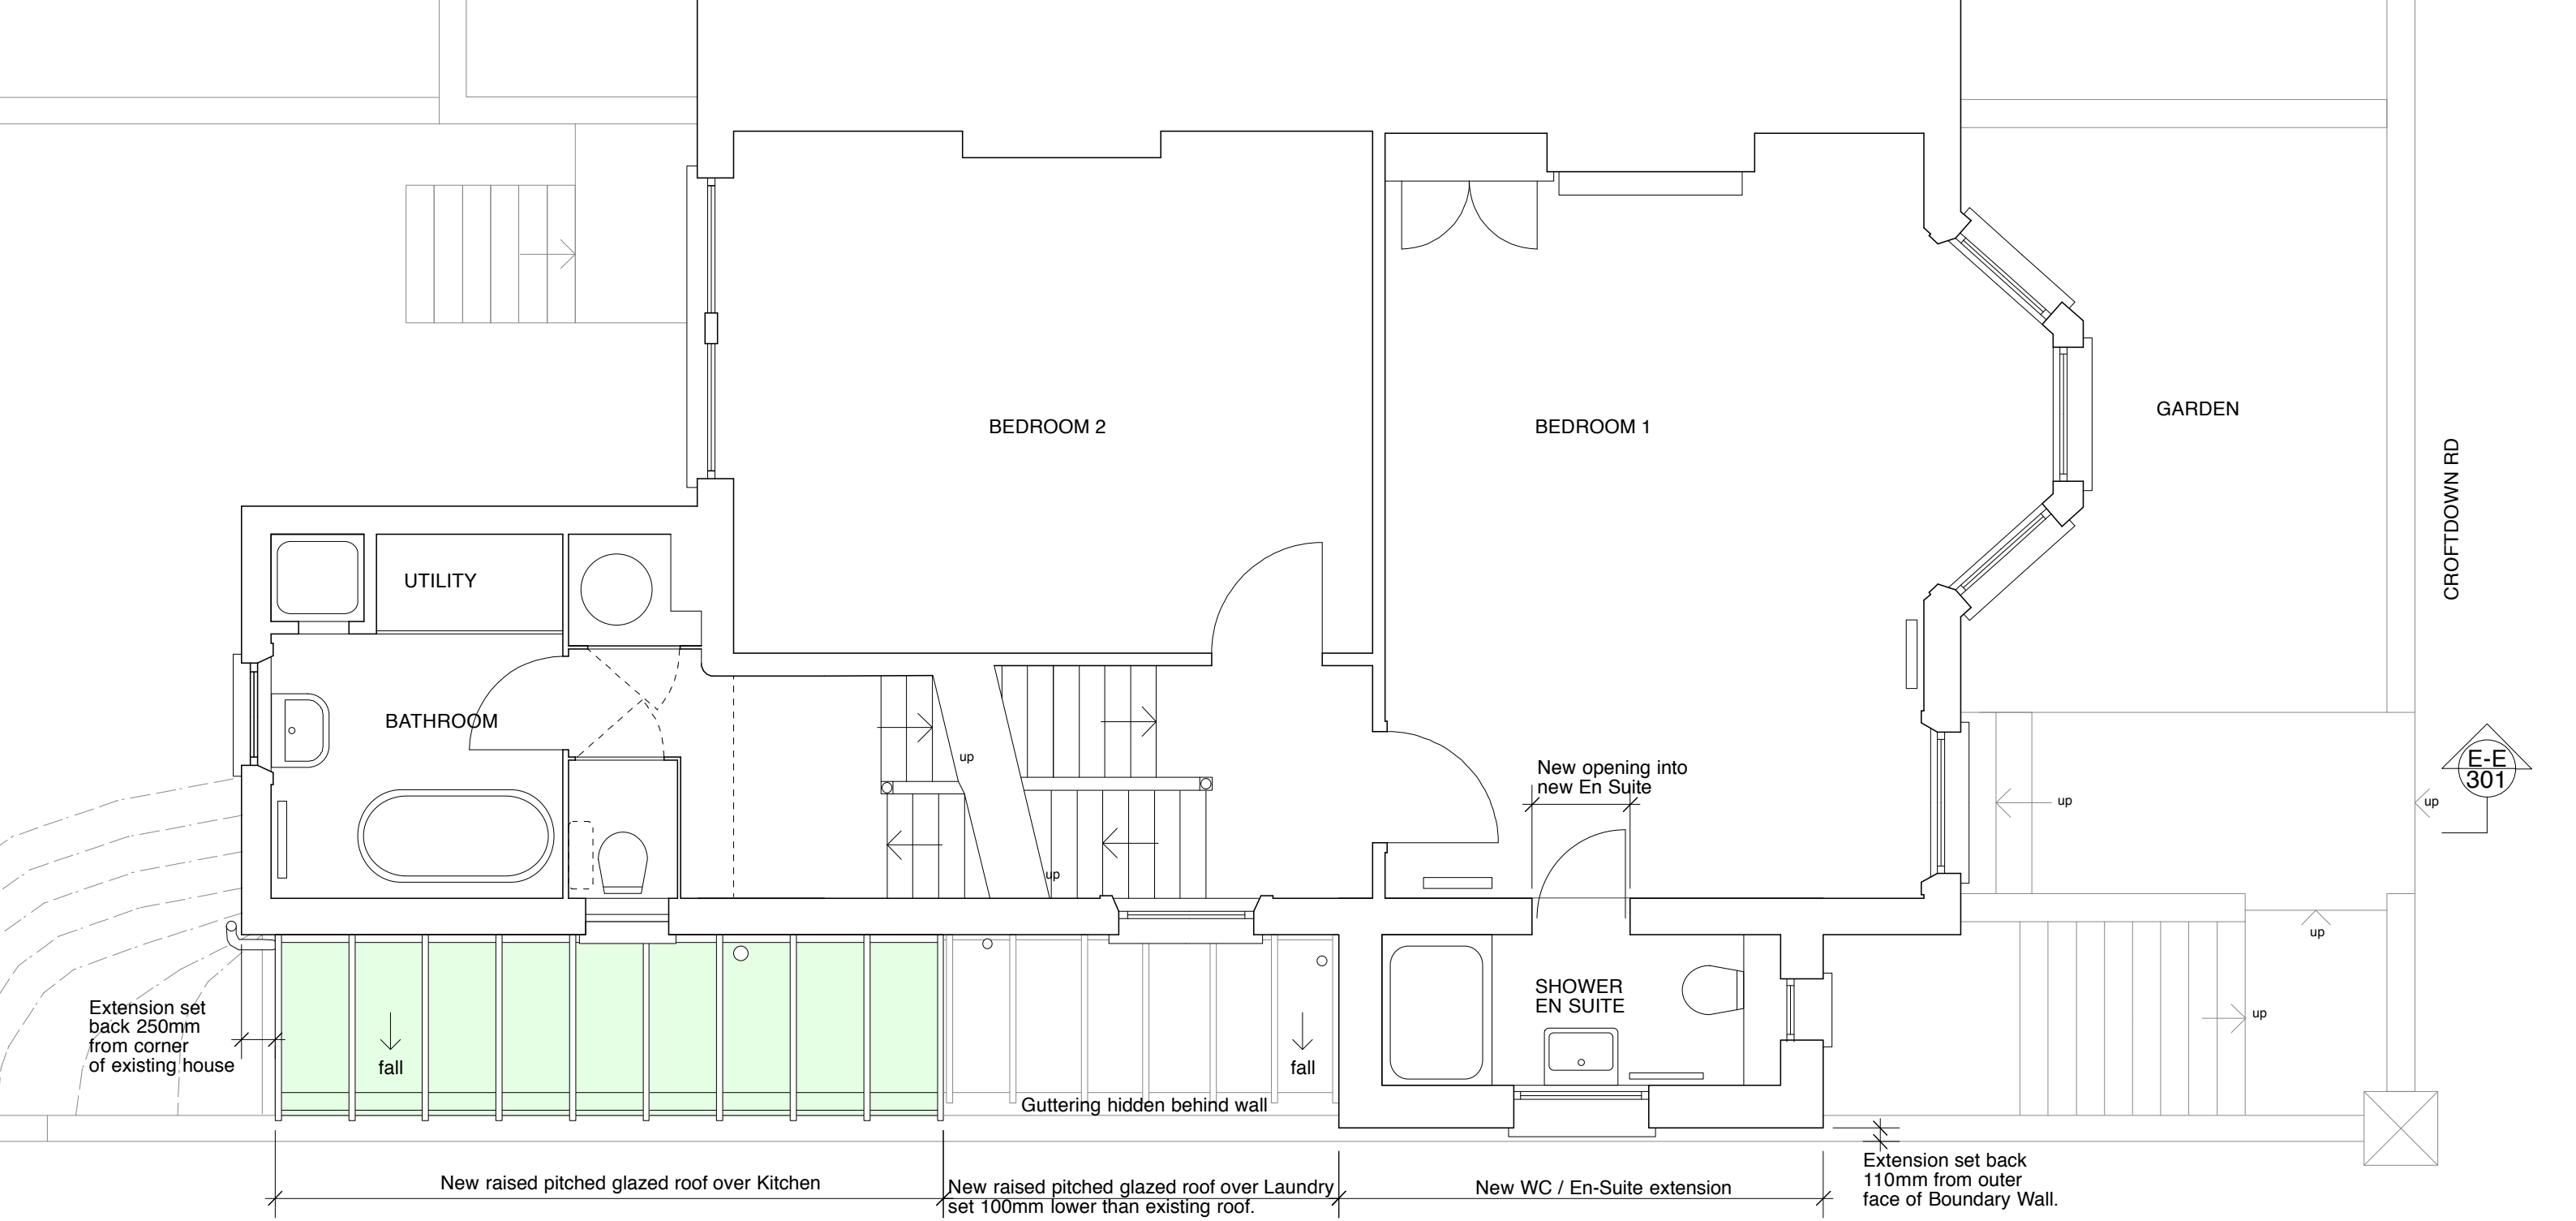 BEDROOM 2
BEDROOM 1
GARDEN
CROFTDOWN RD
UTILITY
BATHROOM
up
up
New opening into
new En Suite
up
up
E-E
301
up
up
SHOWER
EN SUITE
Extension set
back 250mm
from corner
of existing house
fall
fall
Guttering hidden behind wall
New raised pitched glazed roof over Kitchen
New raised pitched glazed roof over Laundry
set 100mm lower than existing roof.
New WC / En-Suite extension
Extension set back
110mm from outer
face of Boundary Wall.